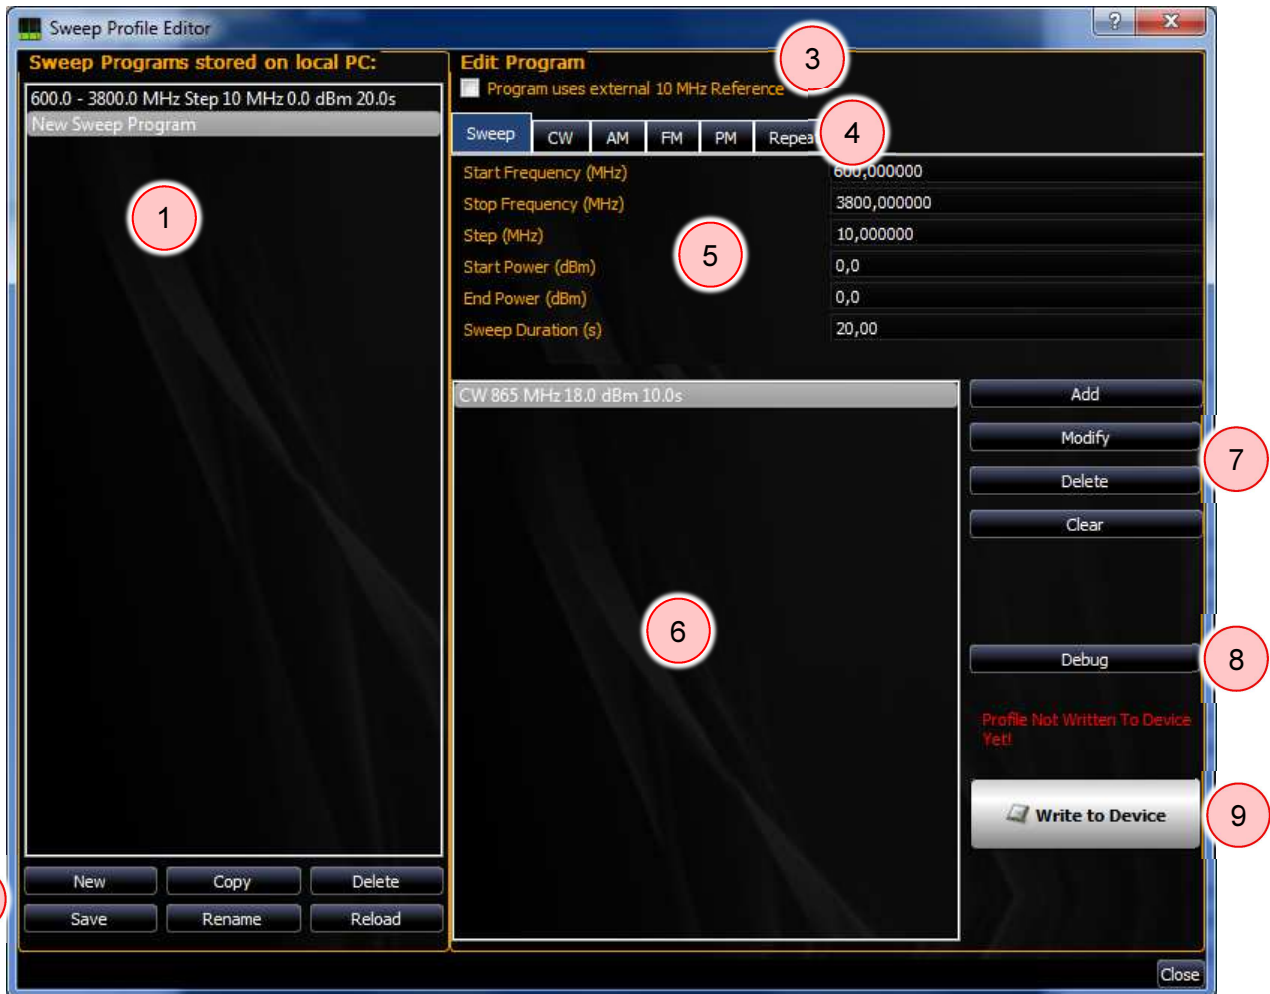 Sweep Profile Editor
?
X
Sweep Programs stored on local PC:
600.0 - 3800.0 MHz Step 10 MHz 0.0 dBm 20.0s
New Sweep Program
1
New Copy Delete
Save Rename Reload
Edit Program
3
Program uses external 10 MHz Reference
Sweep CW AM FM PM Repea
4
Start Frequency (MHz) 600,000000
Stop Frequency (MHz) 3800,000000
Step (MHz) 10,000000
5
Start Power (dBm) 0,0
End Power (dBm) 0,0
Sweep Duration (s) 20,00
CW 865 MHz 18.0 dBm 10.0s
6
Add
Modify
7
Delete
Clear
Debug
8
Profile Not Written To Device
Yet!
Write to Device
9
Close